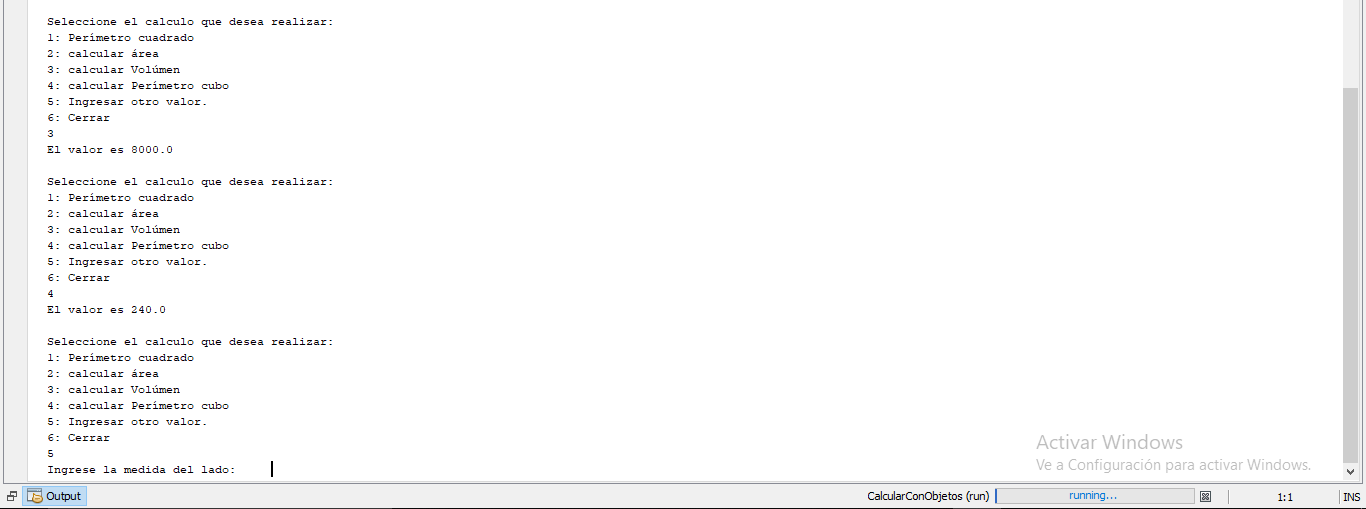 Seleccione el calculo que desea realizar:
1: Perímetro cuadrado
2: calcular área
3: calcular Volúmen
4: calcular Perímetro cubo
5: Ingresar otro valor.
6: Cerrar
3
El valor es 8000.0
Seleccione el calculo que desea realizar:
1: Perímetro cuadrado
2: calcular área
3: calcular Volúmen
4: calcular Perímetro cubo
5: Ingresar otro valor.
6: Cerrar
4
El valor es 240.0
Seleccione el calculo que desea realizar:
1: Perímetro cuadrado
2: calcular área
3: calcular Volúmen
4: calcular Perímetro cubo
5: Ingresar otro valor.
6: Cerrar
5
Ingrese la medida del lado:
Activar Windows
Ve a Configuración para activar Windows.
Output CalcularConObjetos (run) running... 1:1 INS